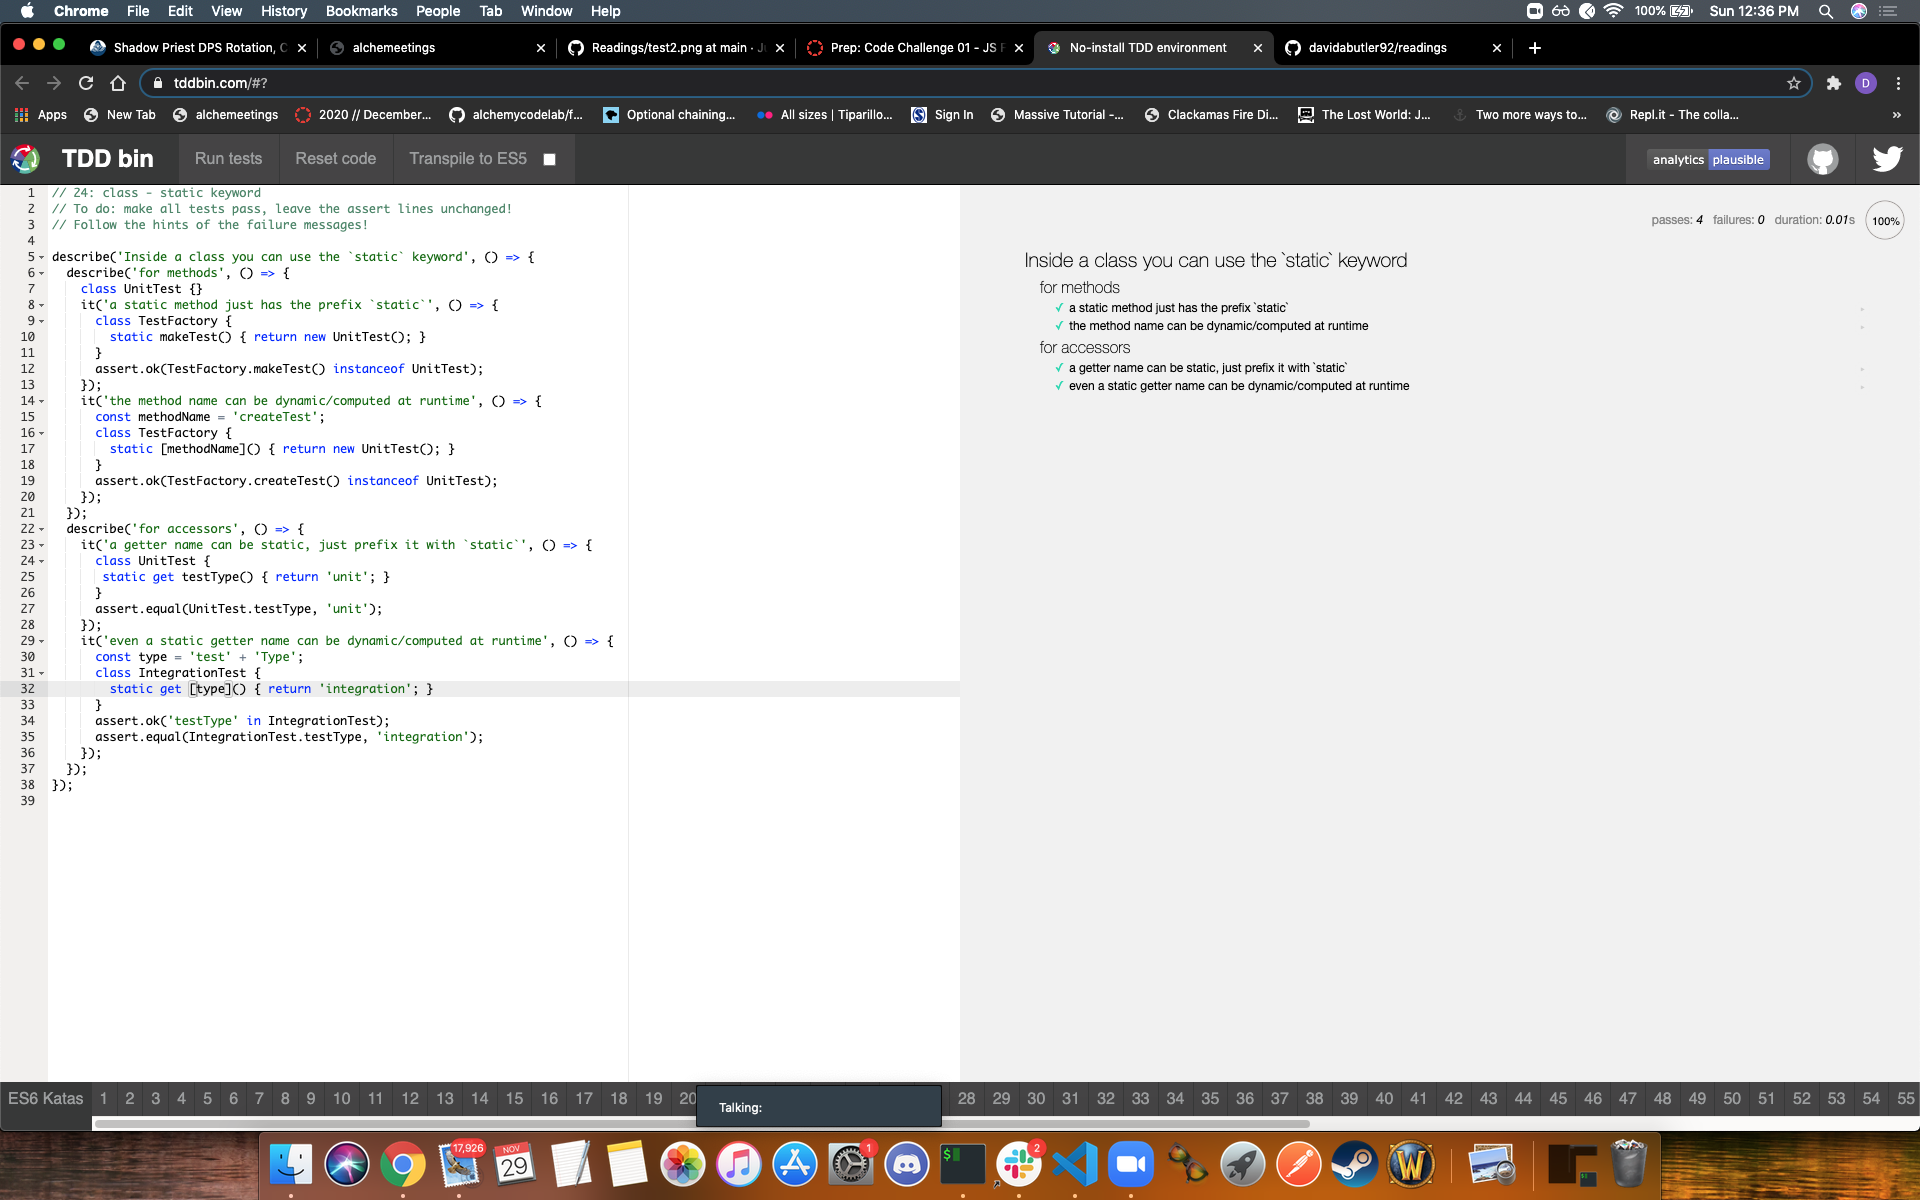 Chrome File Edit View History Bookmarks People Tab Window Help 100% Sun 12:36 PM
Shadow Priest DPS Rotation, C alchemeetings Readings/test2.png at main · Ju Prep: Code Challenge 01 - JS F No-install TDD environment davidabutler92/readings
tddbin.com/#? D
Apps New Tab alchemeetings 2020 // December... alchemycodelab/f... Optional chaining... All sizes | Tiparillo... Sign In Massive Tutorial -... Clackamas Fire Di... The Lost World: J... Two more ways to... Repl.it - The colla... »
TDD bin Run tests Reset code Transpile to ES5 analytics plausible
1 // 24: class - static keyword
2 // To do: make all tests pass, leave the assert lines unchanged!
3 // Follow the hints of the failure messages!
4
5 describe('Inside a class you can use the `static` keyword', () => {
6 describe('for methods', () => {
7 class UnitTest {}
8 it('a static method just has the prefix `static`', () => {
9 class TestFactory {
10 static makeTest() { return new UnitTest(); }
11 }
12 assert.ok(TestFactory.makeTest() instanceof UnitTest);
13 });
14 it('the method name can be dynamic/computed at runtime', () => {
15 const methodName = 'createTest';
16 class TestFactory {
17 static [methodName]() { return new UnitTest(); }
18 }
19 assert.ok(TestFactory.createTest() instanceof UnitTest);
20 });
21 });
22 describe('for accessors', () => {
23 it('a getter name can be static, just prefix it with `static`', () => {
24 class UnitTest {
25 static get testType() { return 'unit'; }
26 }
27 assert.equal(UnitTest.testType, 'unit');
28 });
29 it('even a static getter name can be dynamic/computed at runtime', () => {
30 const type = 'test' + 'Type';
31 class IntegrationTest {
32 static get [type]() { return 'integration'; }
33 }
34 assert.ok('testType' in IntegrationTest);
35 assert.equal(IntegrationTest.testType, 'integration');
36 });
37 });
38 });
39
passes: 4 failures: 0 duration: 0.01s 100%
Inside a class you can use the `static` keyword
for methods
✓ a static method just has the prefix `static`
✓ the method name can be dynamic/computed at runtime
for accessors
✓ a getter name can be static, just prefix it with `static`
✓ even a static getter name can be dynamic/computed at runtime
ES6 Katas 1 2 3 4 5 6 7 8 9 10 11 12 13 14 15 16 17 18 19 20 28 29 30 31 32 33 34 35 36 37 38 39 40 41 42 43 44 45 46 47 48 49 50 51 52 53 54 55
Talking:
17,926 NOV 29 1 $ 2 W